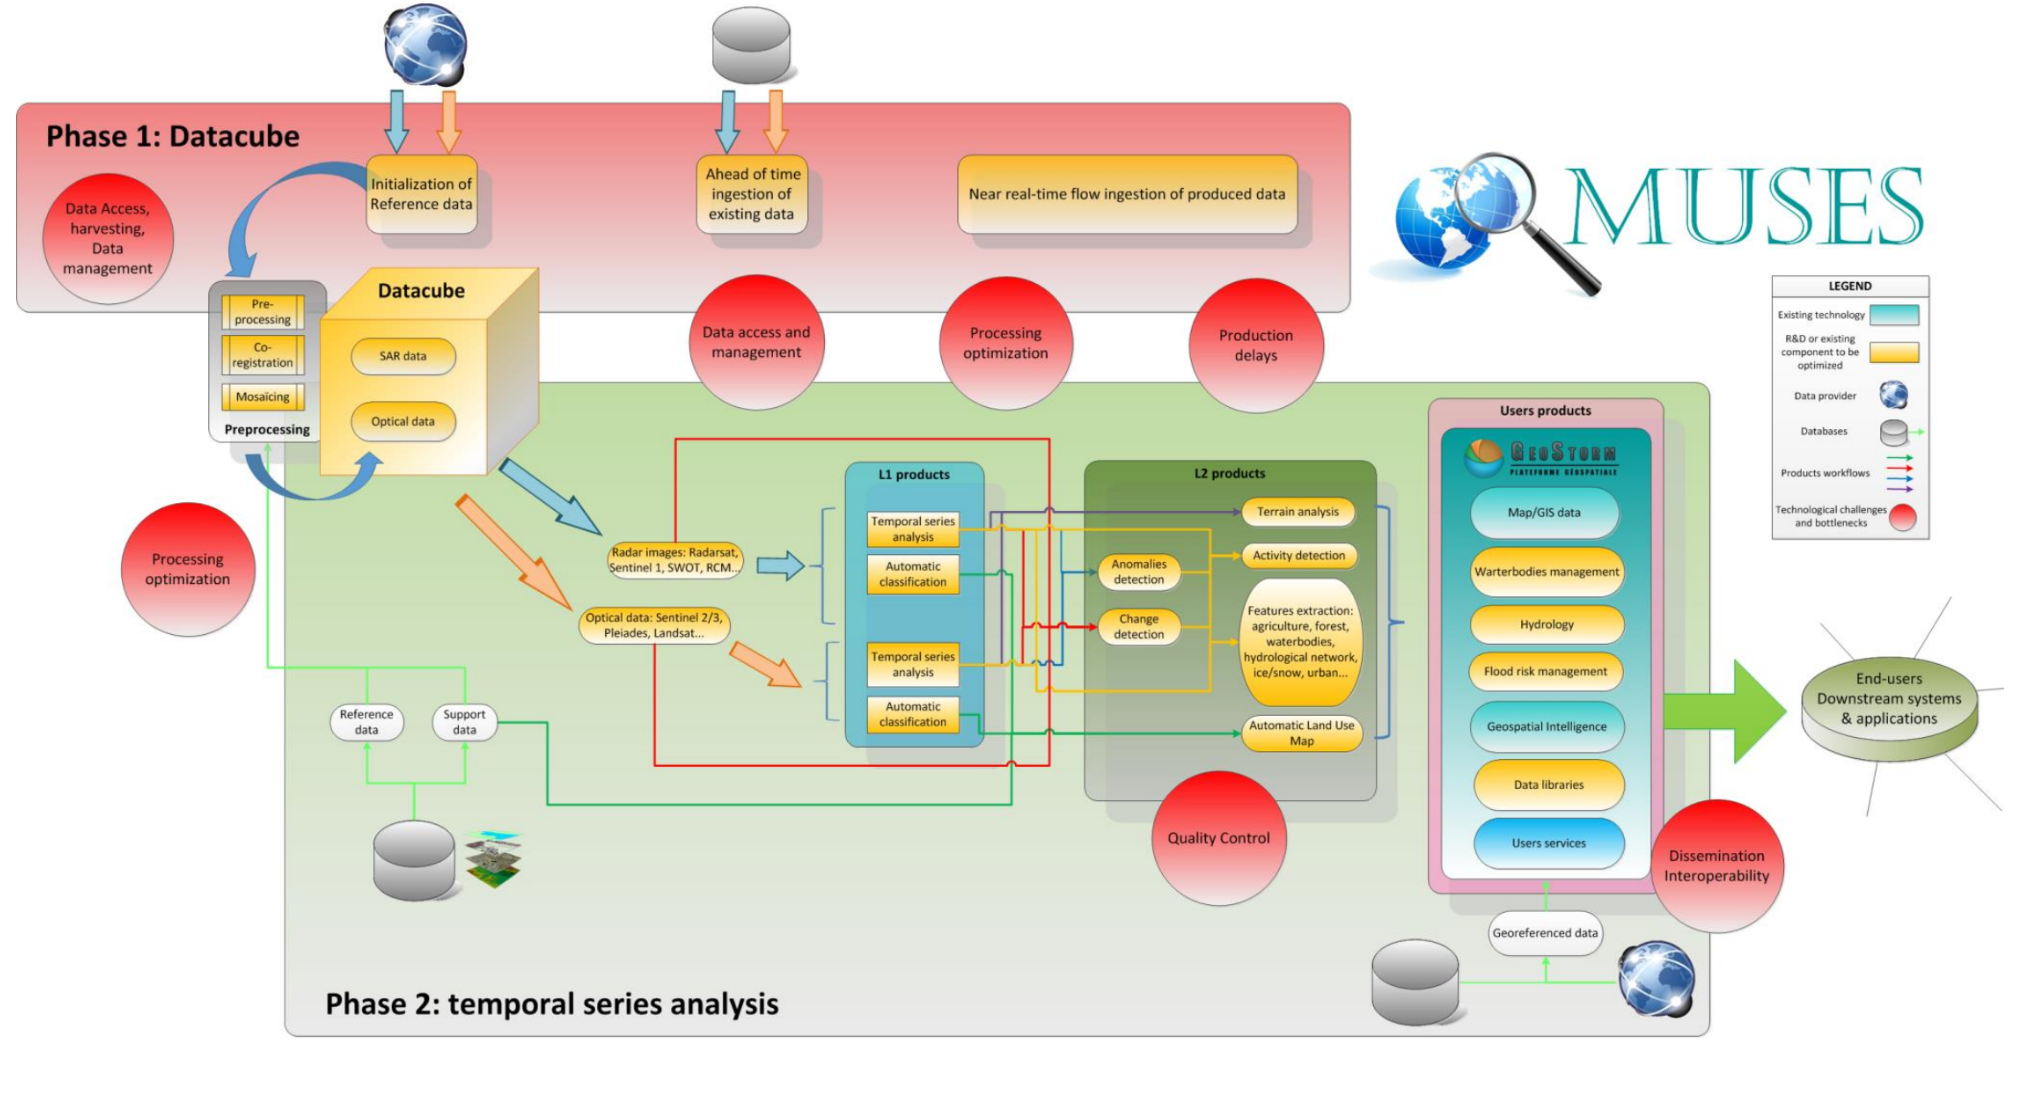 Phase 1: Datacube
Data Access,
harvesting,
Data
management
Initialization of
Reference data
Ahead of time
ingestion of
existing data
Near real-time flow ingestion of produced data
MUSES
LEGEND
Existing technology
R&D or existing
component to be
optimized
Data provider
Databases
Products workflows
Technological challenges
and bottlenecks
Pre-
processing
Co-
registration
Mosaïcing
Preprocessing
Datacube
SAR data
Optical data
Data access and
management
Processing
optimization
Production
delays
Processing
optimization
Radar images: Radarsat,
Sentinel 1, SWOT, RCM...
Optical data: Sentinel 2/3,
Pleiades, Landsat...
L1 products
Temporal series
analysis
Automatic
classification
Temporal series
analysis
Automatic
classification
L2 products
Anomalies
detection
Change
detection
Terrain analysis
Activity detection
Features extraction:
agriculture, forest,
waterbodies,
hydrological network,
ice/snow, urban...
Automatic Land Use
Map
Quality Control
Users products
GEOSTORM
PLATEFORME GÉOSPATIALE
Map/GIS data
Warterbodies management
Hydrology
Flood risk management
Geospatial Intelligence
Data libraries
Users services
End-users
Downstream systems
& applications
Dissemination
Interoperability
Georeferenced data
Reference
data
Support
data
Phase 2: temporal series analysis